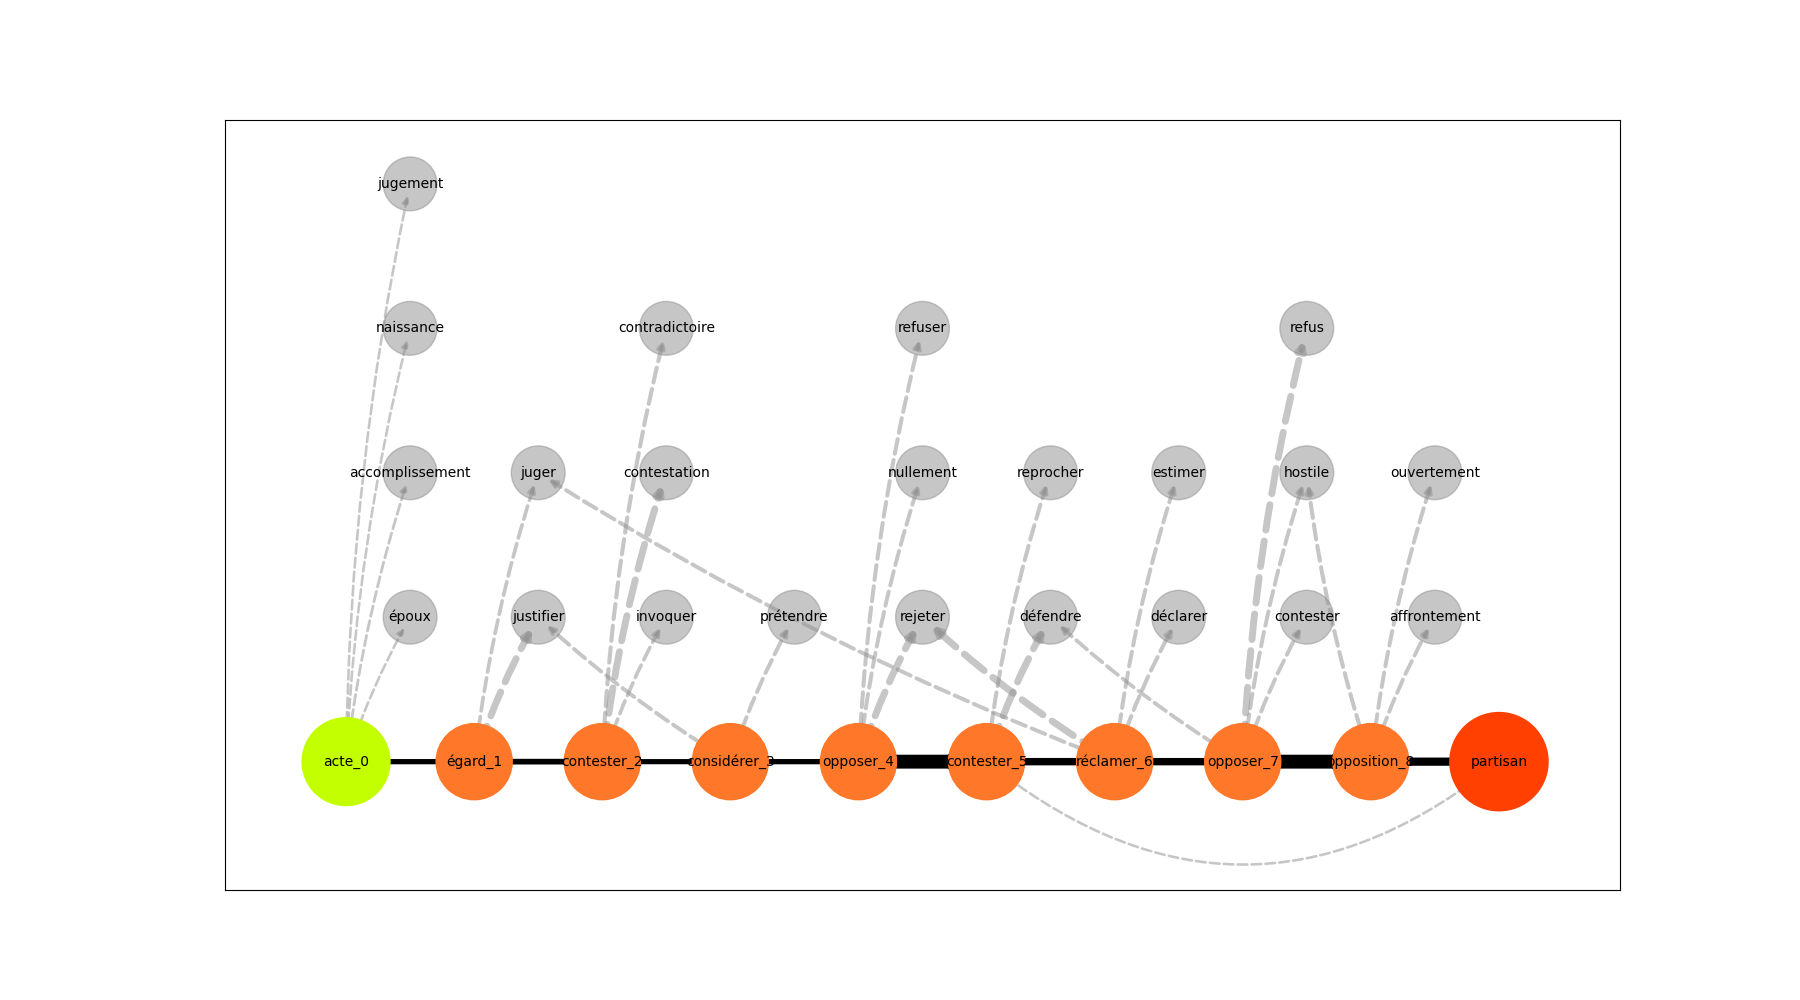 jugement
naissance contradictoire refuser refus
accomplissement juger contestation nullement reprocher estimer hostile ouvertement
époux justifier invoquer prétendre rejeter défendre déclarer contester affrontement
acte_0 égard_1 contester_2 considérer_3 opposer_4 contester_5 réclamer_6 opposer_7 opposition_8 partisan